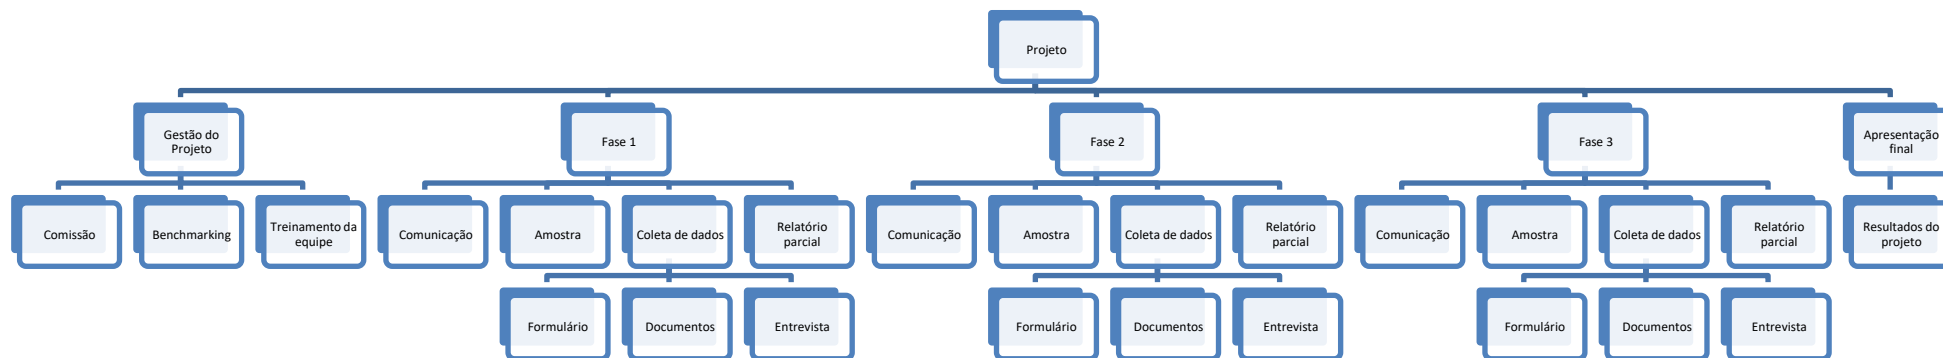 Projeto
Gestão do
Projeto
Fase 1
Fase 2
Fase 3
Apresentação
final
Comissão
Benchmarking
Treinamento da
equipe
Comunicação
Amostra
Coleta de dados
Relatório
parcial
Comunicação
Amostra
Coleta de dados
Relatório
parcial
Comunicação
Amostra
Coleta de dados
Relatório
parcial
Resultados do
projeto
Formulário
Documentos
Entrevista
Formulário
Documentos
Entrevista
Formulário
Documentos
Entrevista